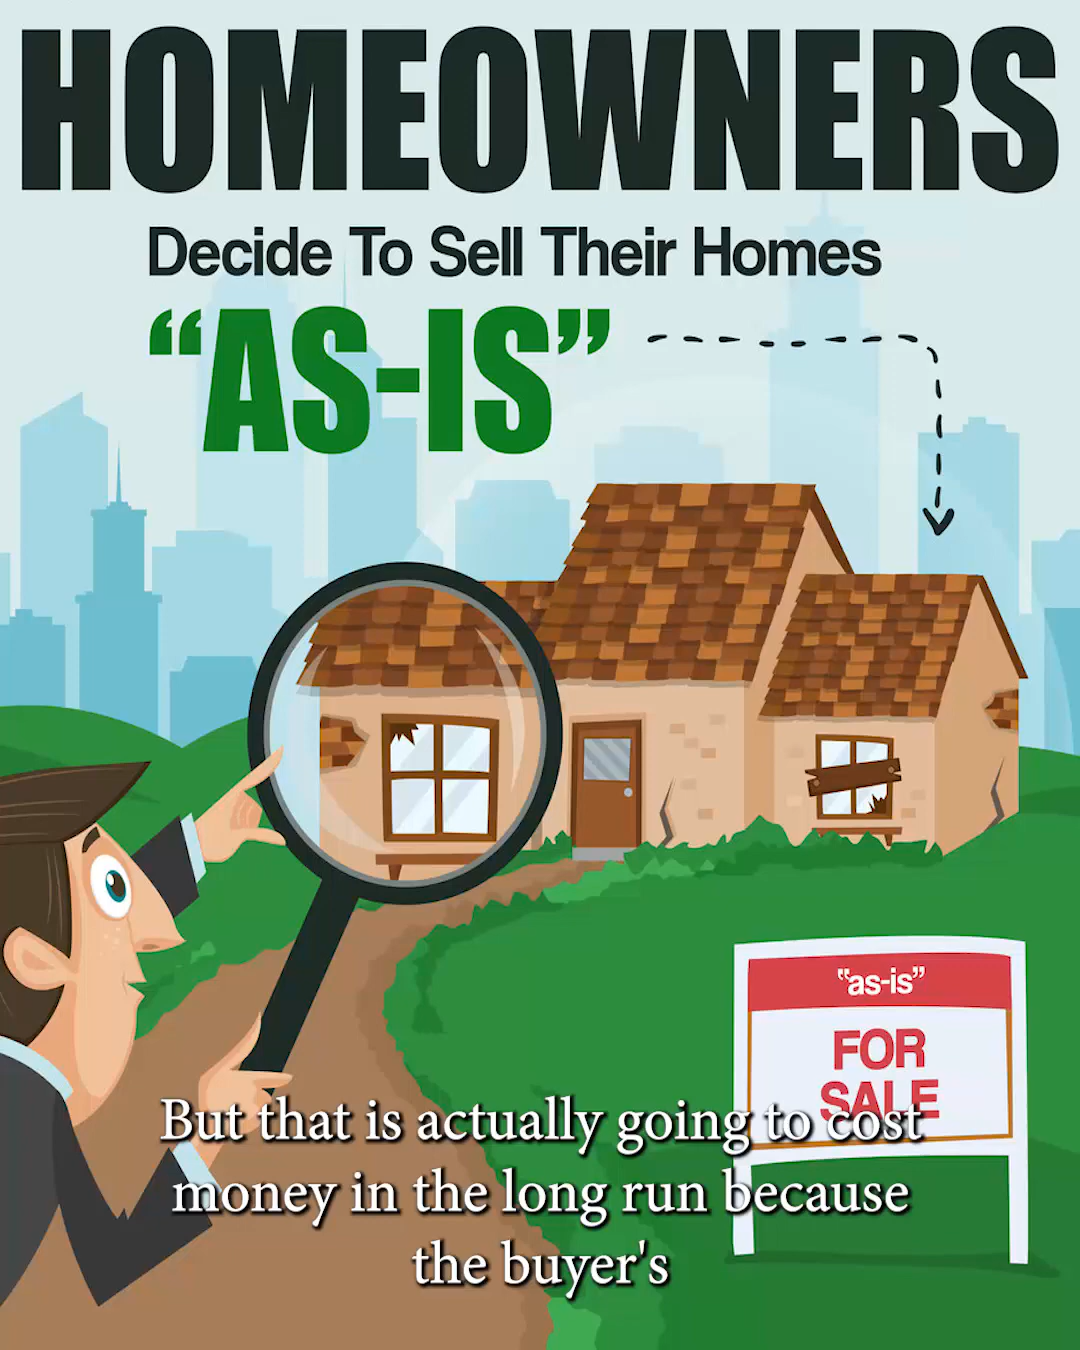 HOMEOWNERS
Decide To Sell Their Homes
“AS-IS”
“as-is”
FOR
SALE
But that is actually going to cost
money in the long run because
the buyer's